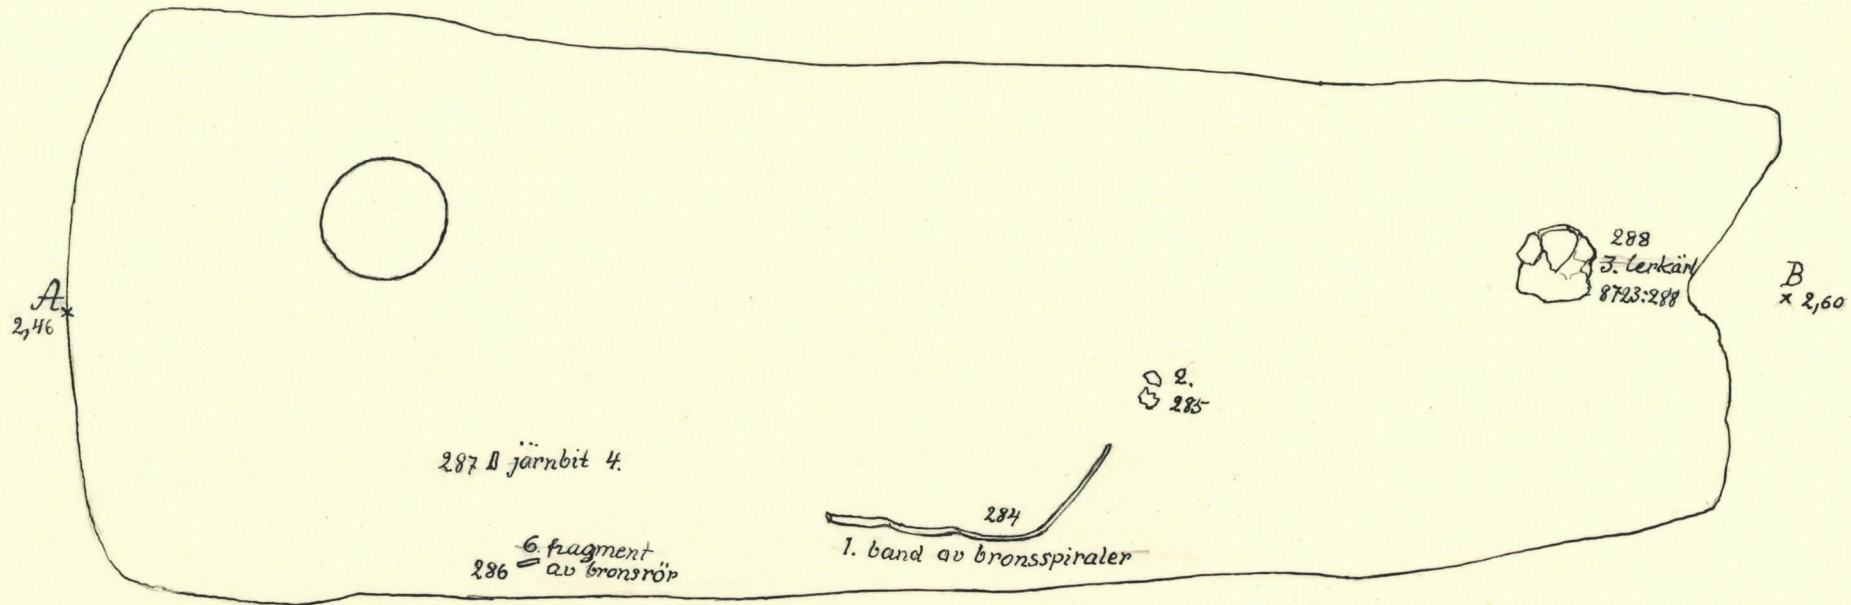 A
2,46
288
3. lerkärl
8723:288
B
2,60
2.
285
287 järnbit 4.
284
1. band av bronsspiraler
6. fragment
286 av bronsrör